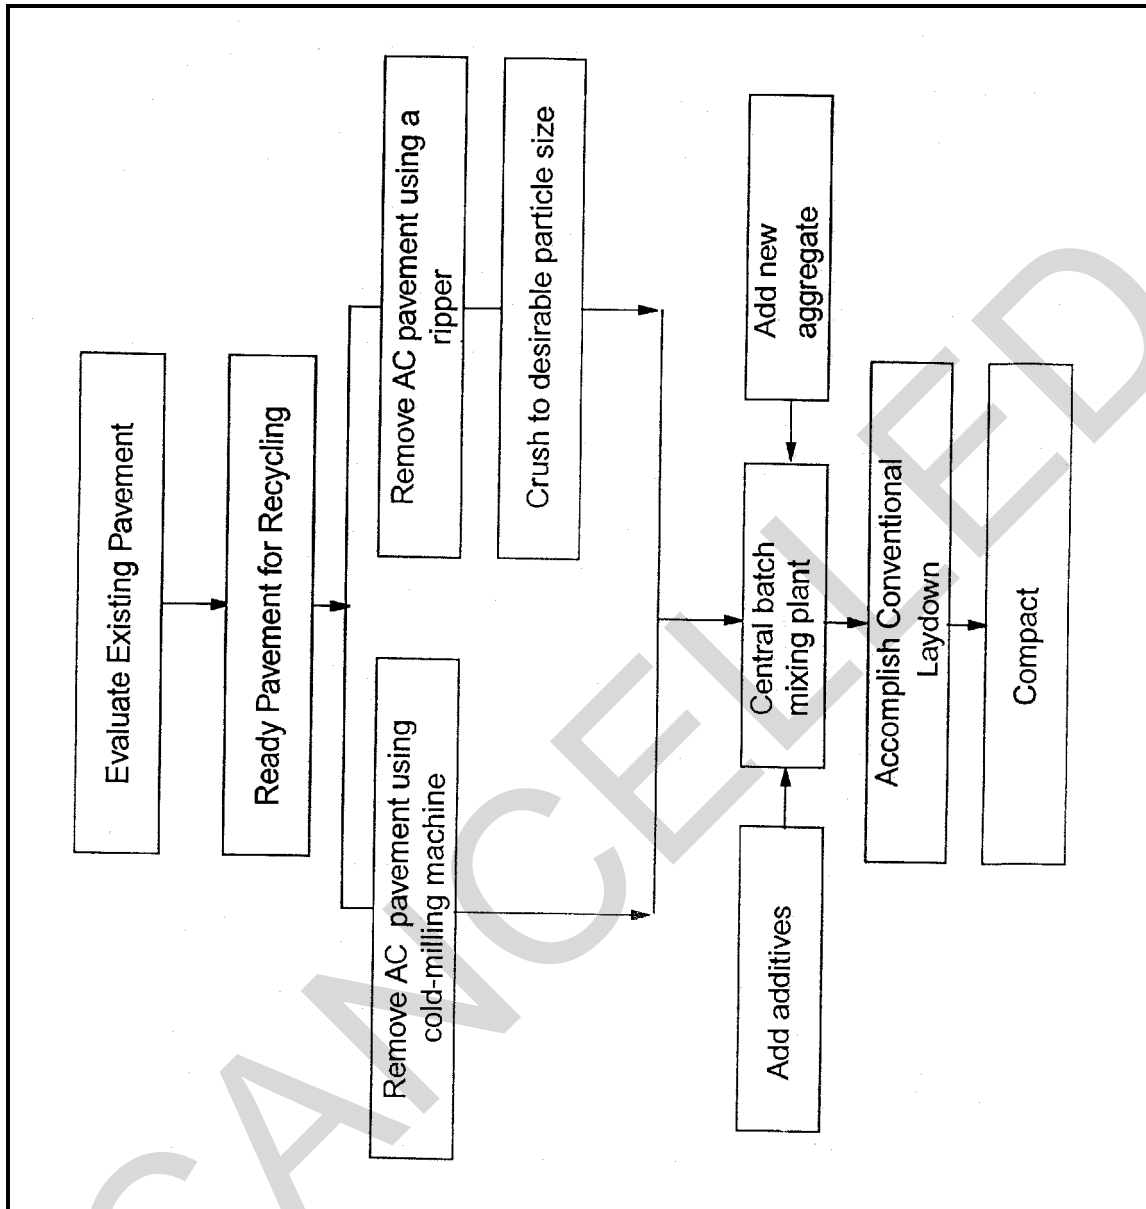 Evaluate Existing Pavement
Ready Pavement for Recycling
Remove AC pavement using
cold-milling machine
Remove AC pavement using a
ripper
Crush to desirable particle size
Add additives
Central batch
mixing plant
Add new
aggregate
Accomplish Conventional
Laydown
Compact
CANCELLED